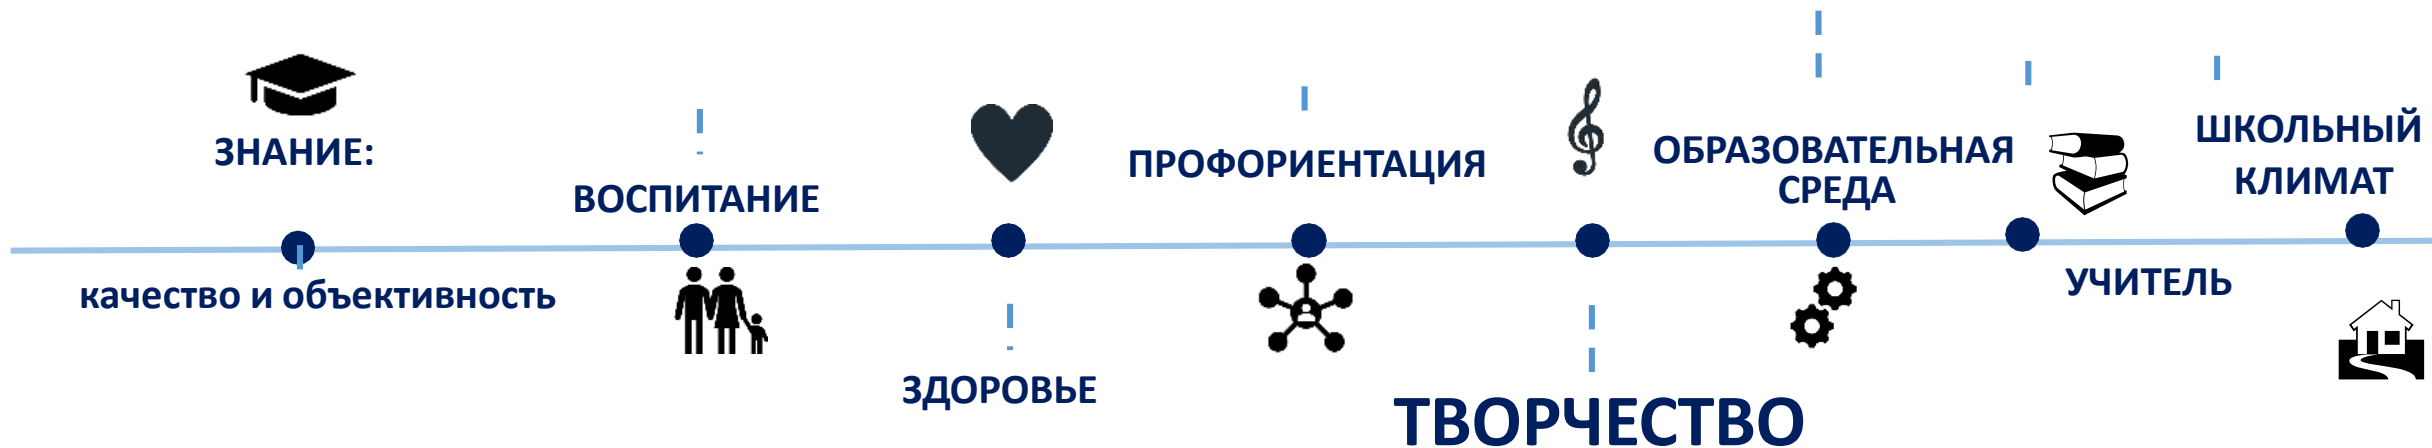 ЗНАНИЕ:
качество и объективность
ВОСПИТАНИЕ
ЗДОРОВЬЕ
ПРОФОРИЕНТАЦИЯ
ТВОРЧЕСТВО
ОБРАЗОВАТЕЛЬНАЯ
СРЕДА
УЧИТЕЛЬ
ШКОЛЬНЫЙ
КЛИМАТ